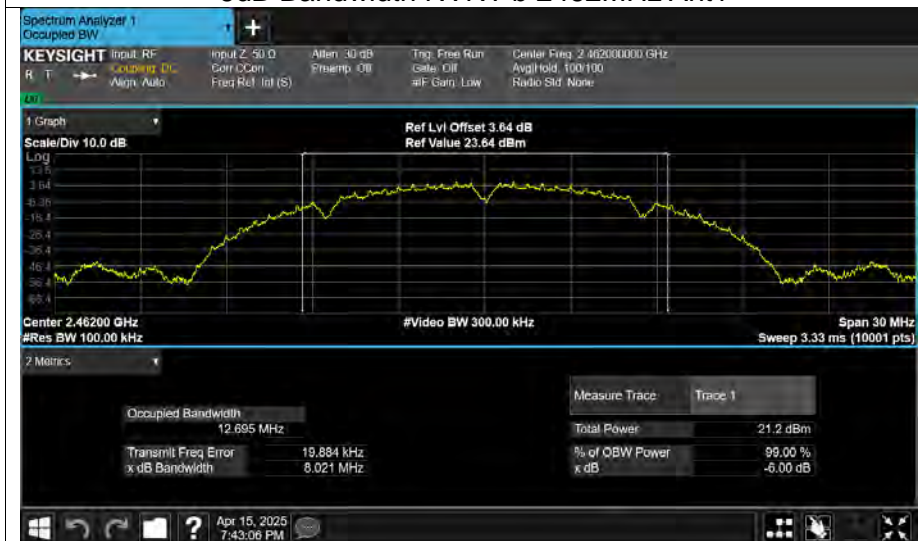 Spectrum Analyzer 1
Occupied BW
KEYSIGHT Input: RF Input Z: 50 Ω Atten: 30 dB Trig: Free Run Center Freq: 2.462000000 GHz
R T Coupling: DC Corr CCorr Preamp: Off Gate: Off Avg|Hold: 100/100
Align: Auto Freq Ref: Int (S) #IF Gain: Low Radio Std: None
1 Graph
Scale/Div 10.0 dB
Ref Lvl Offset 3.64 dB
Ref Value 23.64 dBm
Log
13.6
3.64
-6.36
-16.4
-26.4
-36.4
-46.4
-56.4
-66.4
Center 2.46200 GHz #Video BW 300.00 kHz Span 30 MHz
#Res BW 100.00 kHz Sweep 3.33 ms (10001 pts)
2 Metrics
Measure Trace Trace 1
Occupied Bandwidth
12.695 MHz Total Power 21.2 dBm
Transmit Freq Error 19.884 kHz % of OBW Power 99.00 %
x dB Bandwidth 8.021 MHz x dB -6.00 dB
Apr 15, 2025
7:43:06 PM